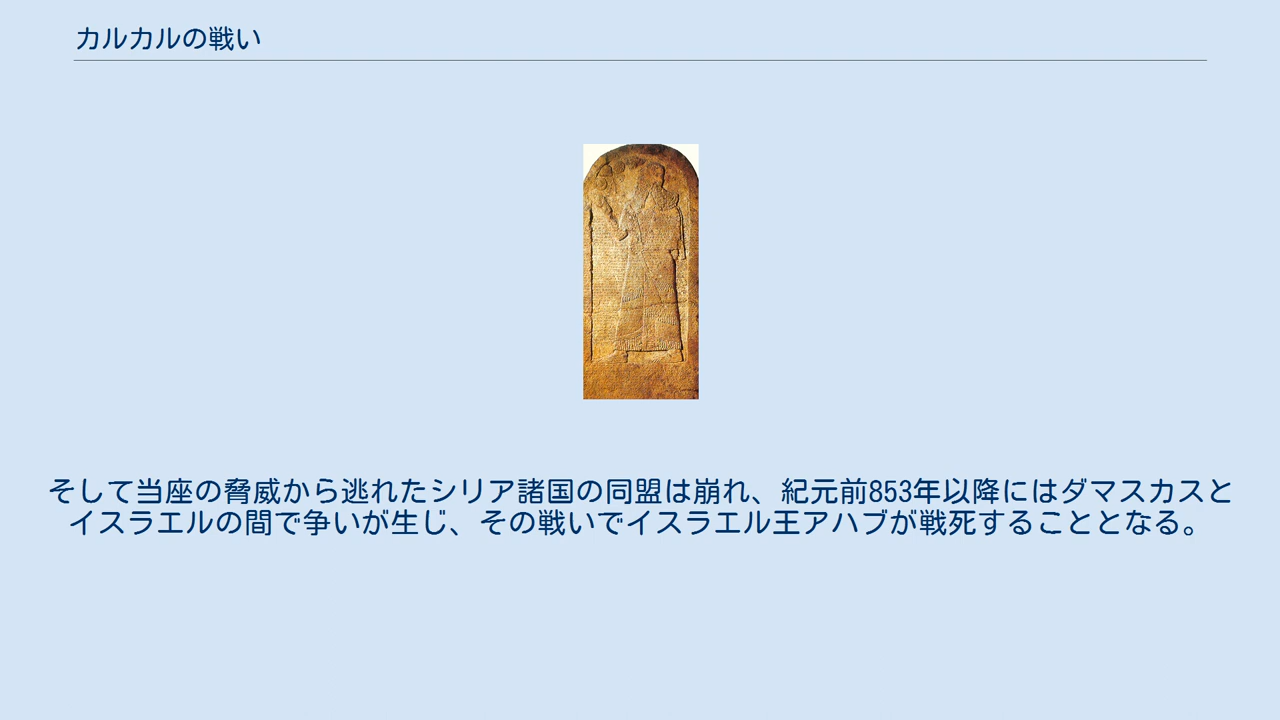 カルカルの戦い
そして当座の脅威から逃れたシリア諸国の同盟は崩れ、紀元前853年以降にはダマスカスと
イスラエルの間で争いが生じ、その戦いでイスラエル王アハブが戦死することとなる。